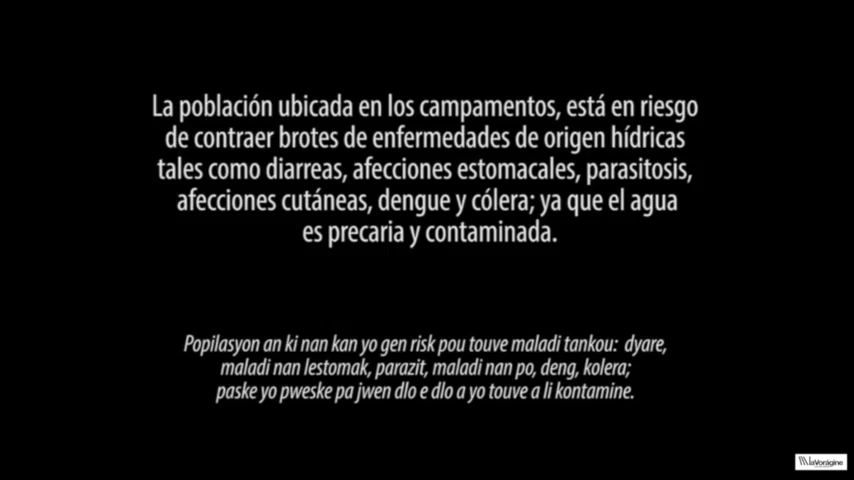 La población ubicada en los campamentos, está en riesgo
de contraer brotes de enfermedades de origen hídricas
tales como diarreas, afecciones estomacales, parasitosis,
afecciones cutáneas, dengue y cólera; ya que el agua
es precaria y contaminada.
Popilasyon an ki nan kan yo gen risk pou touve maladi tankou: dyare,
maladi nan lestomak, parazit, maladi nan po, deng, kolera;
paske yo pweske pa jwen dlo e dlo a yo touve a li kontamine.
laVorágine